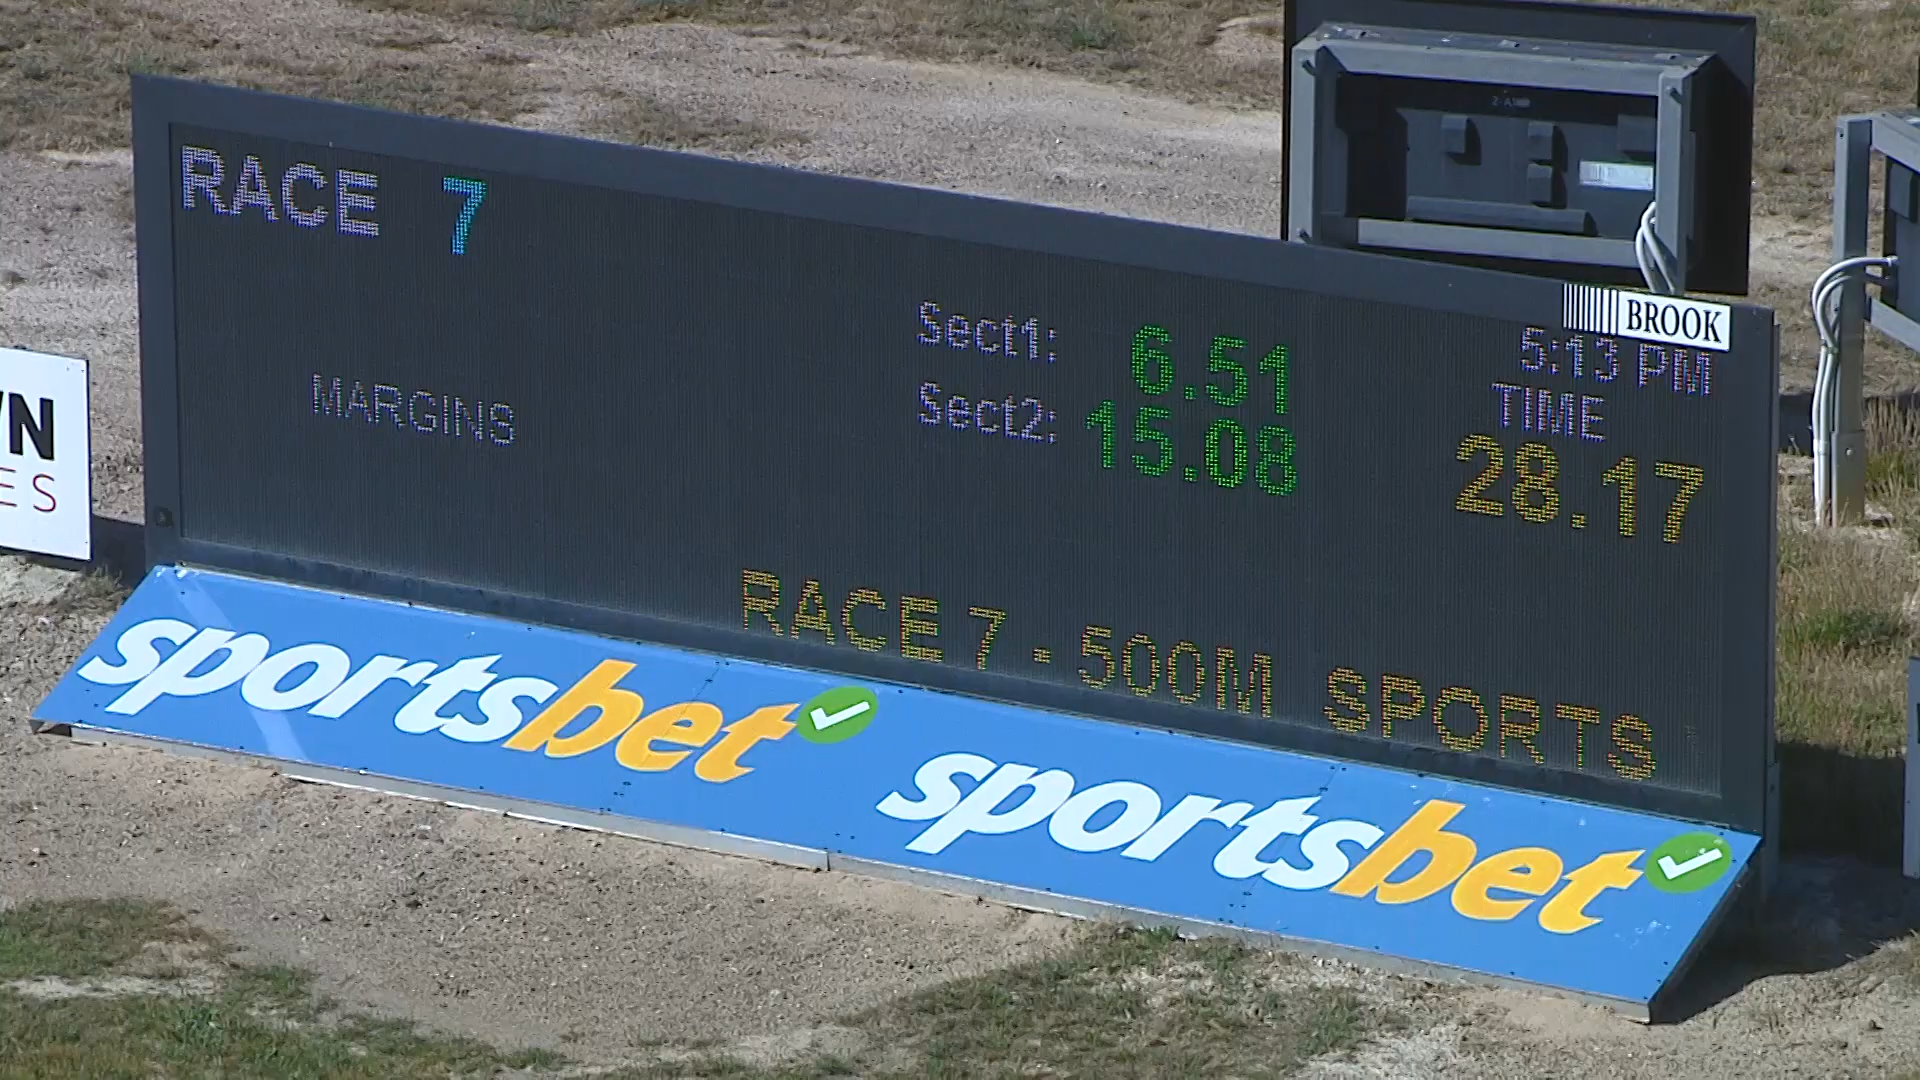 RACE 7
BROOK
5:13 PM
Sect1: 6.51
TIME
MARGINS
Sect2: 15.08
28.17
RACE 7 - 500M SPORTS
sportsbet
sportsbet